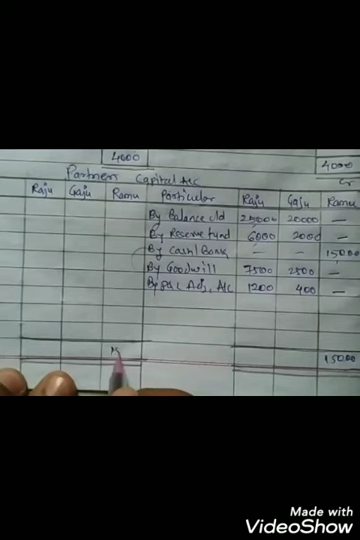 4000
4000
Partners Capital A/c
Cr
Raju Gaju Ramu Particular Raju Gaju Ramu
By Balance c/d 25000 20000 —
By Reserve Fund 6000 2000 —
By Cash/Bank — — 15000
By Goodwill 7500 2500 —
By P&L Adj. A/c 1200 400 —
15000
Made with
VideoShow